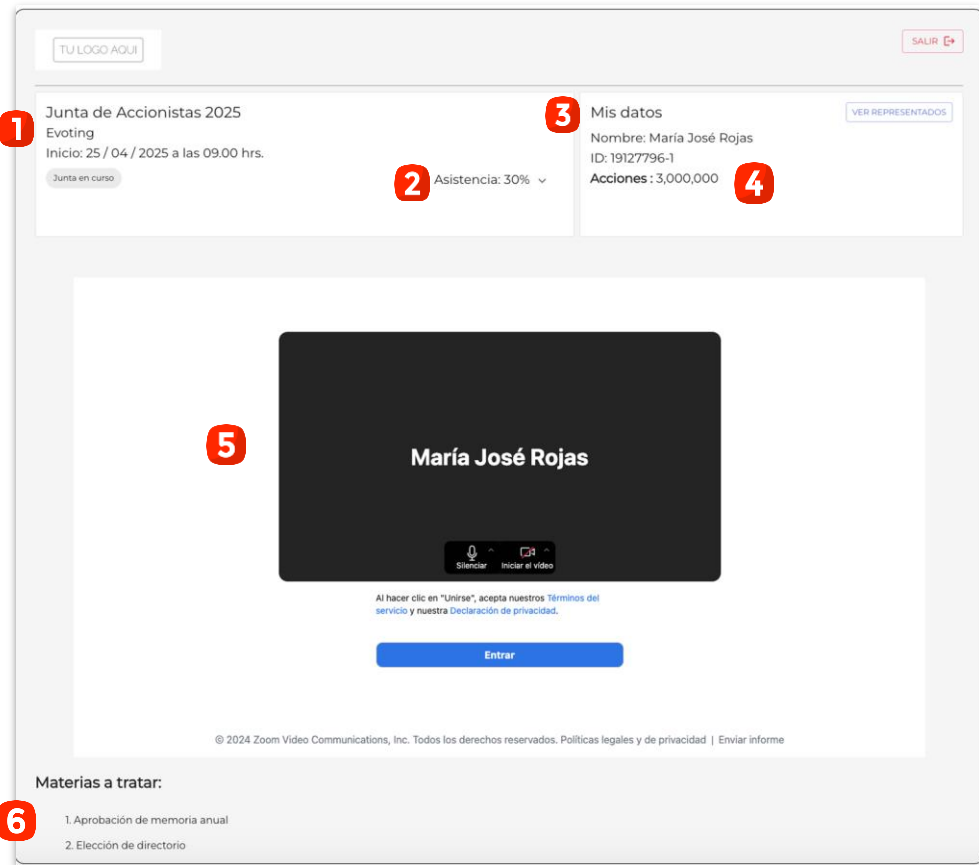 TU LOGO AQUI
SALIR
1
Junta de Accionistas 2025
Evoting
Inicio: 25 / 04 / 2025 a las 09.00 hrs.
Junta en curso
2
Asistencia: 30%
3
Mis datos
VER REPRESENTADOS
Nombre: María José Rojas
ID: 19127796-1
Acciones : 3,000,000
4
5
María José Rojas
Silenciar Iniciar el vídeo
Al hacer clic en "Unirse", acepta nuestros Términos del
servicio y nuestra Declaración de privacidad.
Entrar
© 2024 Zoom Video Communications, Inc. Todos los derechos reservados. Políticas legales y de privacidad | Enviar informe
Materias a tratar:
6
1. Aprobación de memoria anual
2. Elección de directorio